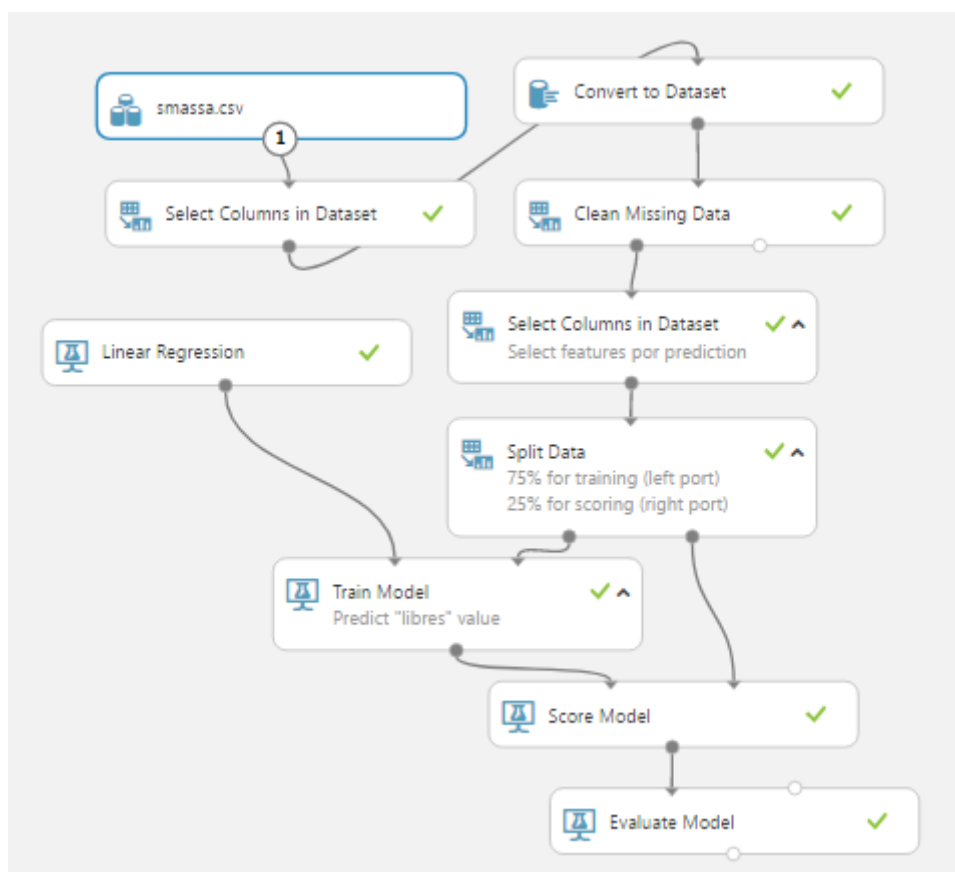 smassa.csv
1
Convert to Dataset
Select Columns in Dataset
Clean Missing Data
Select Columns in Dataset
Select features por prediction
Linear Regression
Split Data
75% for training (left port)
25% for scoring (right port)
Train Model
Predict "libres" value
Score Model
Evaluate Model